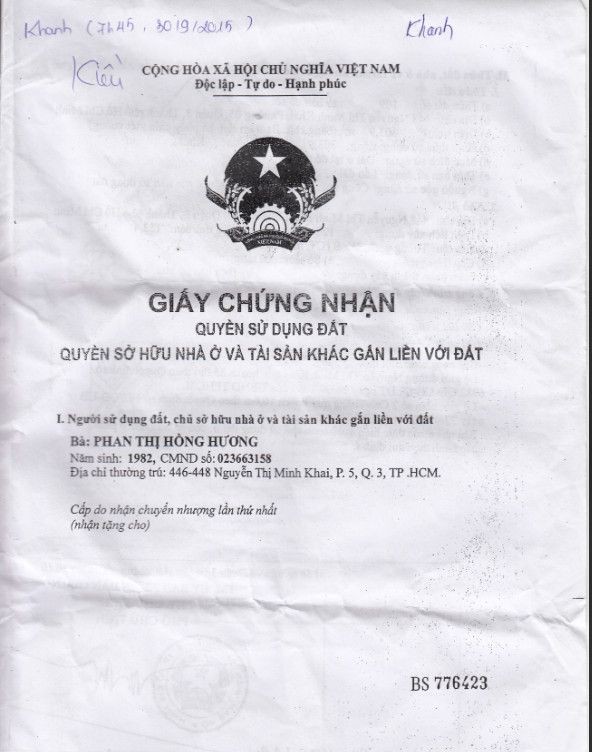 Khanh (7h45, 30/9/2015)
Khanh
Kiều
CỘNG HÒA XÃ HỘI CHỦ NGHĨA VIỆT NAM
Độc lập - Tự do - Hạnh phúc
VIỆT NAM
GIẤY CHỨNG NHẬN
QUYỀN SỬ DỤNG ĐẤT
QUYỀN SỞ HỮU NHÀ Ở VÀ TÀI SẢN KHÁC GẮN LIỀN VỚI ĐẤT
I. Người sử dụng đất, chủ sở hữu nhà ở và tài sản khác gắn liền với đất
Bà: PHAN THỊ HỒNG HƯƠNG
Năm sinh: 1982, CMND số: 023663158
Địa chỉ thường trú: 446-448 Nguyễn Thị Minh Khai, P. 5, Q. 3, TP .HCM.
Cấp do nhận chuyển nhượng lần thứ nhất
(nhận tặng cho)
BS 776423